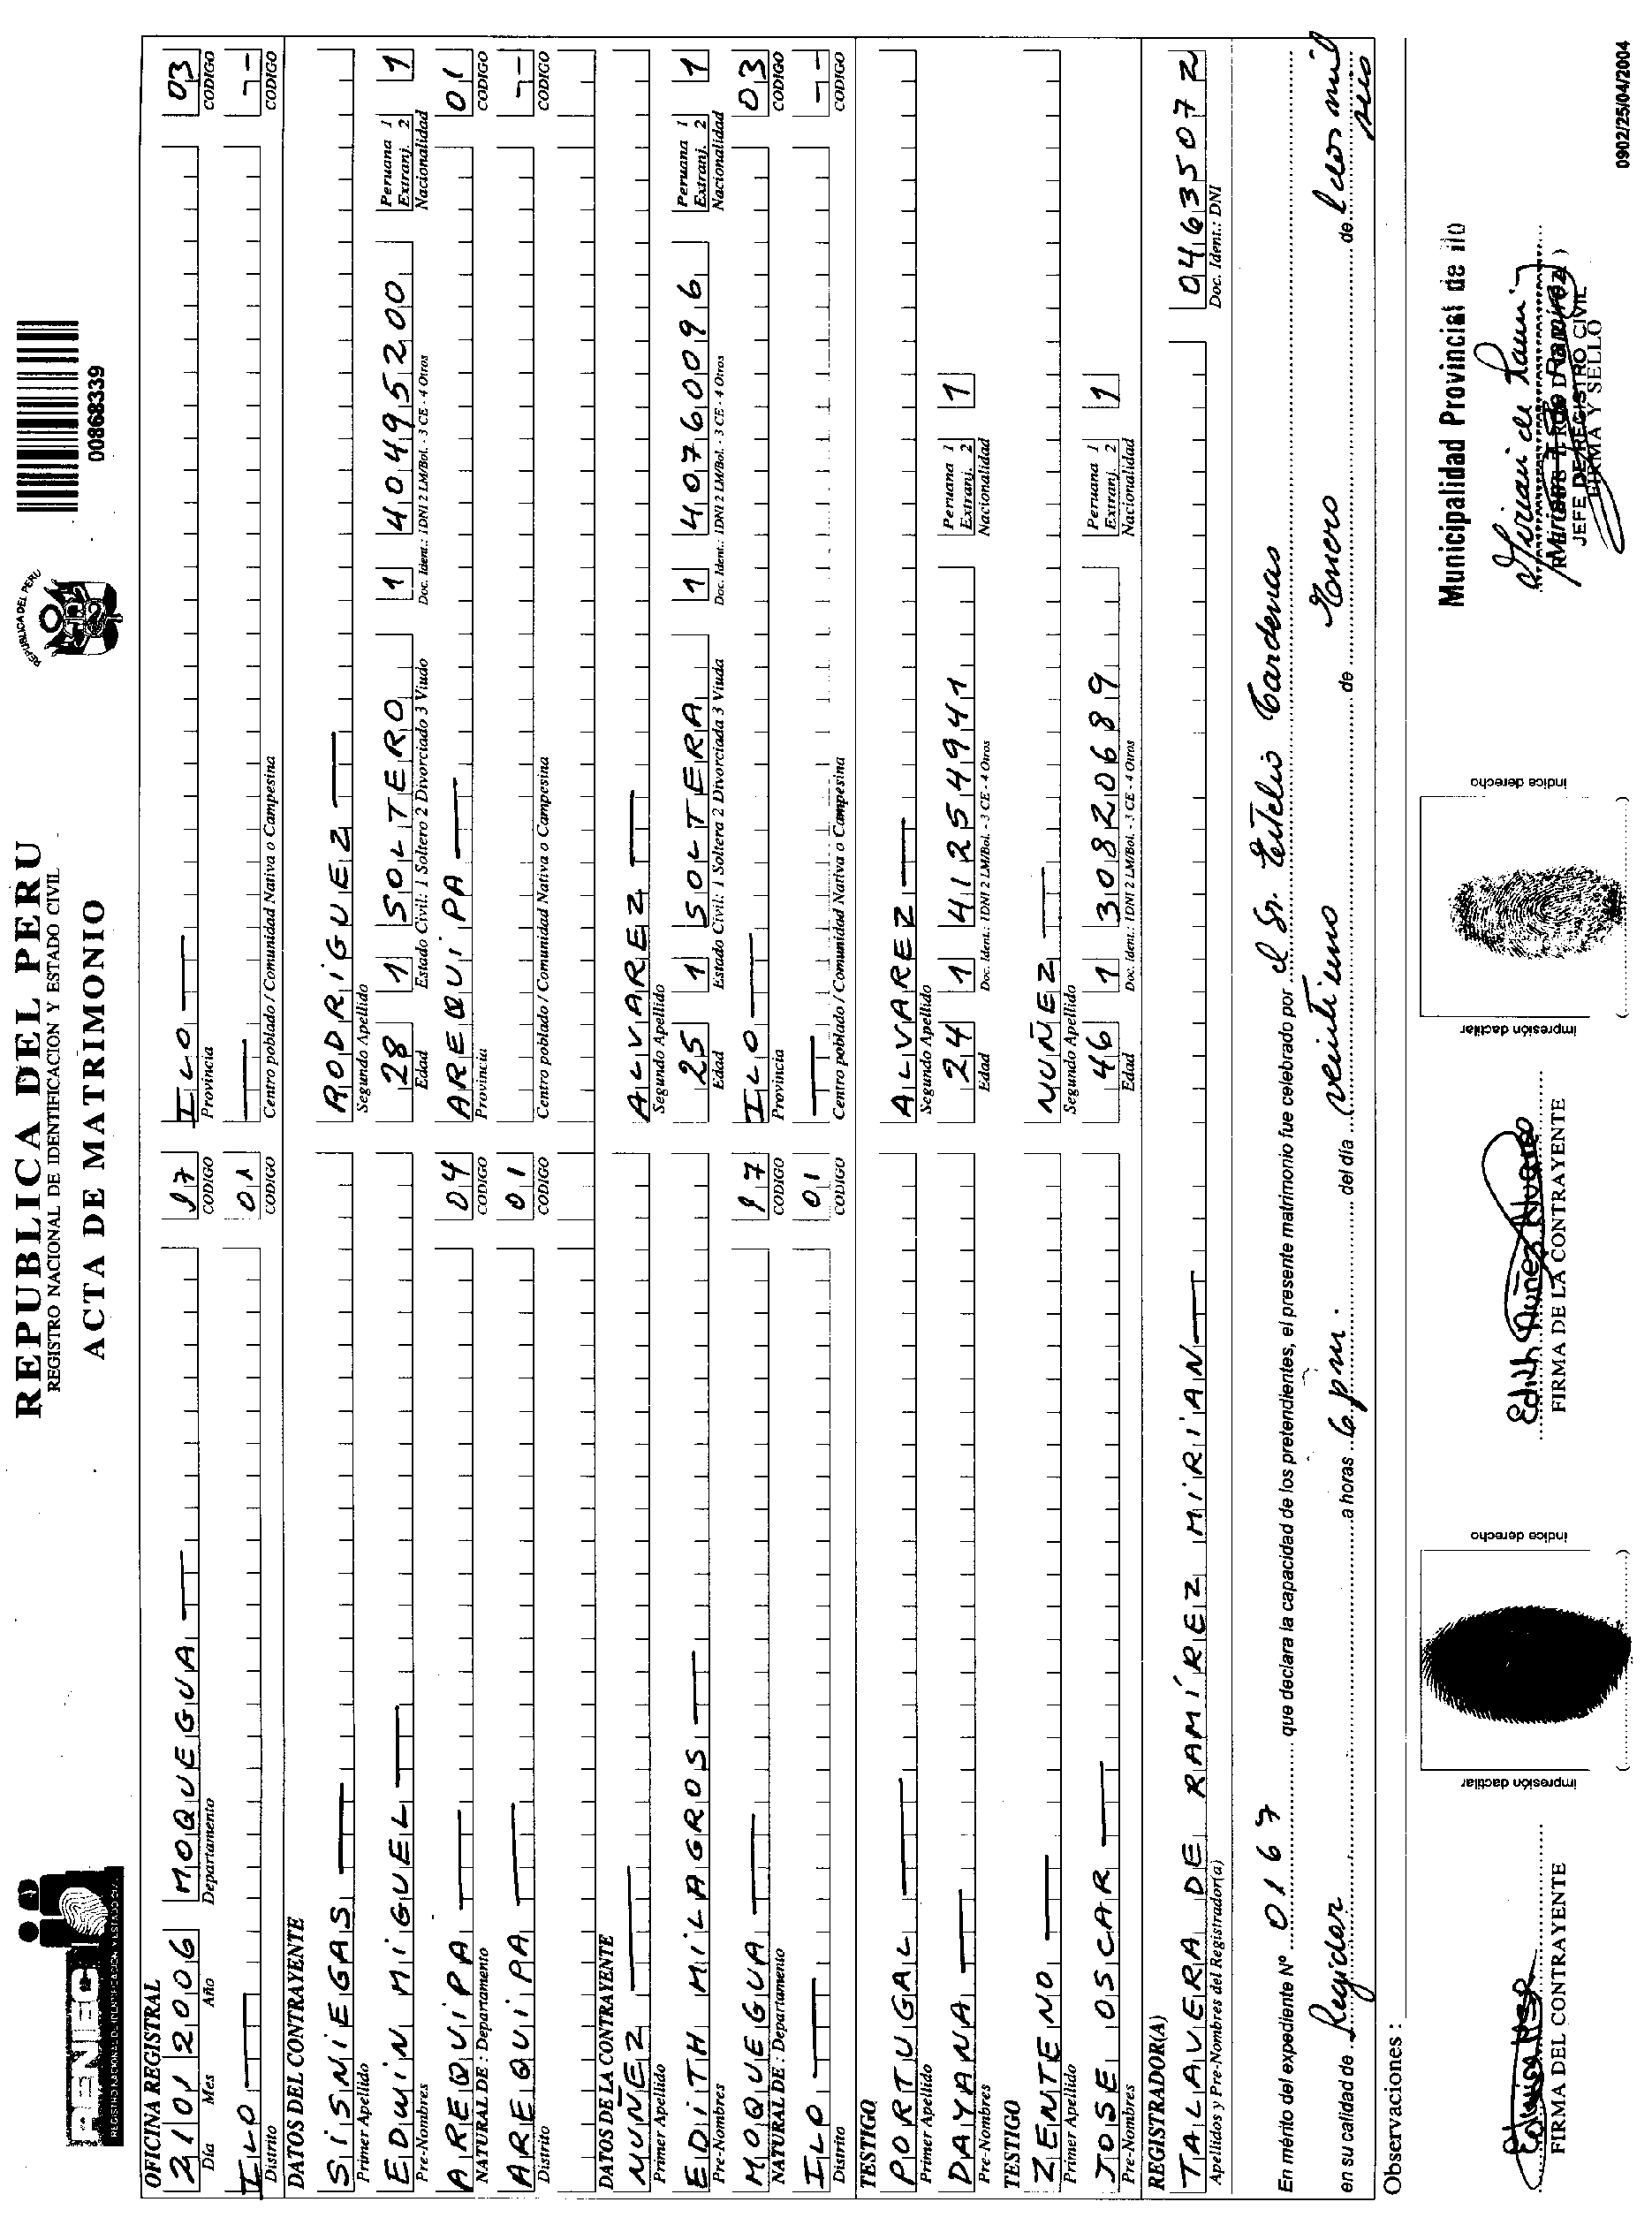 REPUBLICA DEL PERU
REGISTRO NACIONAL DE IDENTIFICACION Y ESTADO CIVIL
ACTA DE MATRIMONIO
RENIEC
REPUBLICA DEL PERU
00868339
OFICINA REGISTRAL
21 01 2006 MOQUEGUA 17 ILO 03
Día Mes Año Departamento CODIGO Provincia CODIGO
ILO 01
Distrito CODIGO Centro poblado / Comunidad Nativa o Campesina CODIGO
DATOS DEL CONTRAYENTE
SISNIEGAS RODRIGUEZ
Primer Apellido Segundo Apellido
EDWIN MIGUEL 28 1 SOLTERO 1 40495200 Peruana 1 Extranj. 2 1
Pre-Nombres Edad Estado Civil: 1 Soltero 2 Divorciado 3 Viudo Doc. Ident.: 1DNI 2 LM/Bol. - 3 CE - 4 Otros Nacionalidad
AREQUIPA 04 AREQUIPA 01
NATURAL DE : Departamento CODIGO Provincia CODIGO
AREQUIPA 01
Distrito CODIGO Centro poblado / Comunidad Nativa o Campesina CODIGO
DATOS DE LA CONTRAYENTE
NUÑEZ ALVAREZ
Primer Apellido Segundo Apellido
EDITH MILAGROS 25 1 SOLTERA 1 40760096 Peruana 1 Extranj. 2 1
Pre-Nombres Edad Estado Civil: 1 Soltera 2 Divorciada 3 Viuda Doc. Ident.: 1DNI 2 LM/Bol. - 3 CE - 4 Otros Nacionalidad
MOQUEGUA 17 ILO 03
NATURAL DE : Departamento CODIGO Provincia CODIGO
ILO 01
Distrito CODIGO Centro poblado / Comunidad Nativa o Campesina CODIGO
TESTIGO
PORTUGAL ALVAREZ
Primer Apellido Segundo Apellido
DAYANA 24 1 41254941 Peruana 1 Extranj. 2 1
Pre-Nombres Edad Doc. Ident.: 1DNI 2 LM/Bol. - 3 CE - 4 Otros Nacionalidad
TESTIGO
ZENTENO NUÑEZ
Primer Apellido Segundo Apellido
JOSE OSCAR 46 1 30820689 Peruana 1 Extranj. 2 1
Pre-Nombres Edad Doc. Ident.: 1DNI 2 LM/Bol. - 3 CE - 4 Otros Nacionalidad
REGISTRADOR(A)
TALAVERA DE RAMÍREZ MIRIAN 04635072
Apellidos y Pre-Nombres del Registrador(a) Doc. Ident.: DNI
En mérito del expediente Nº 0167 que declara la capacidad de los pretendientes, el presente matrimonio fue celebrado por el Sr. Cardenas
en su calidad de Regidor a horas 6 pm. del día veintiuno de Enero de dos mil seis
Observaciones :
Municipalidad Provincial de Ilo
JEFE DE REGISTRO CIVIL
FIRMA Y SELLO
impresión dactilar índice derecho
impresión dactilar índice derecho
Edith Nuñez Alvarez
FIRMA DEL CONTRAYENTE FIRMA DE LA CONTRAYENTE
0902/25/04/2004